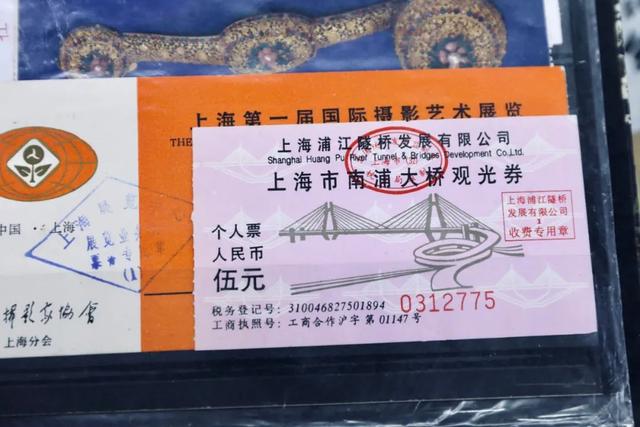 上海第一届国际摄影艺术展览
THE
上海浦江隧桥发展有限公司
Shanghai Huang Pu River Tunnel & Bridges Development Co.Ltd.
上海市南浦大桥观光券
上海浦江隧桥
发展有限公司
1
收费专用章
个人票
人民币
伍元
税务登记号: 310046827501894
0312775
工商执照号: 工商合作沪字 第 01147 号
中国·上海
(1)
摄影家协会
上海分会